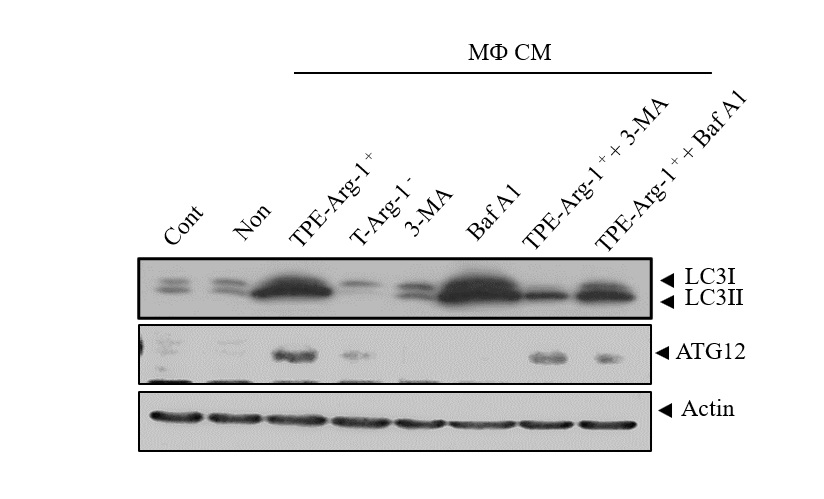 MΦ CM
Cont
Non
TPE-Arg-1⁺
T-Arg-1⁻
3-MA
Baf A1
TPE-Arg-1⁺+ 3-MA
TPE-Arg-1⁺+ Baf A1
LC3I
LC3II
ATG12
Actin